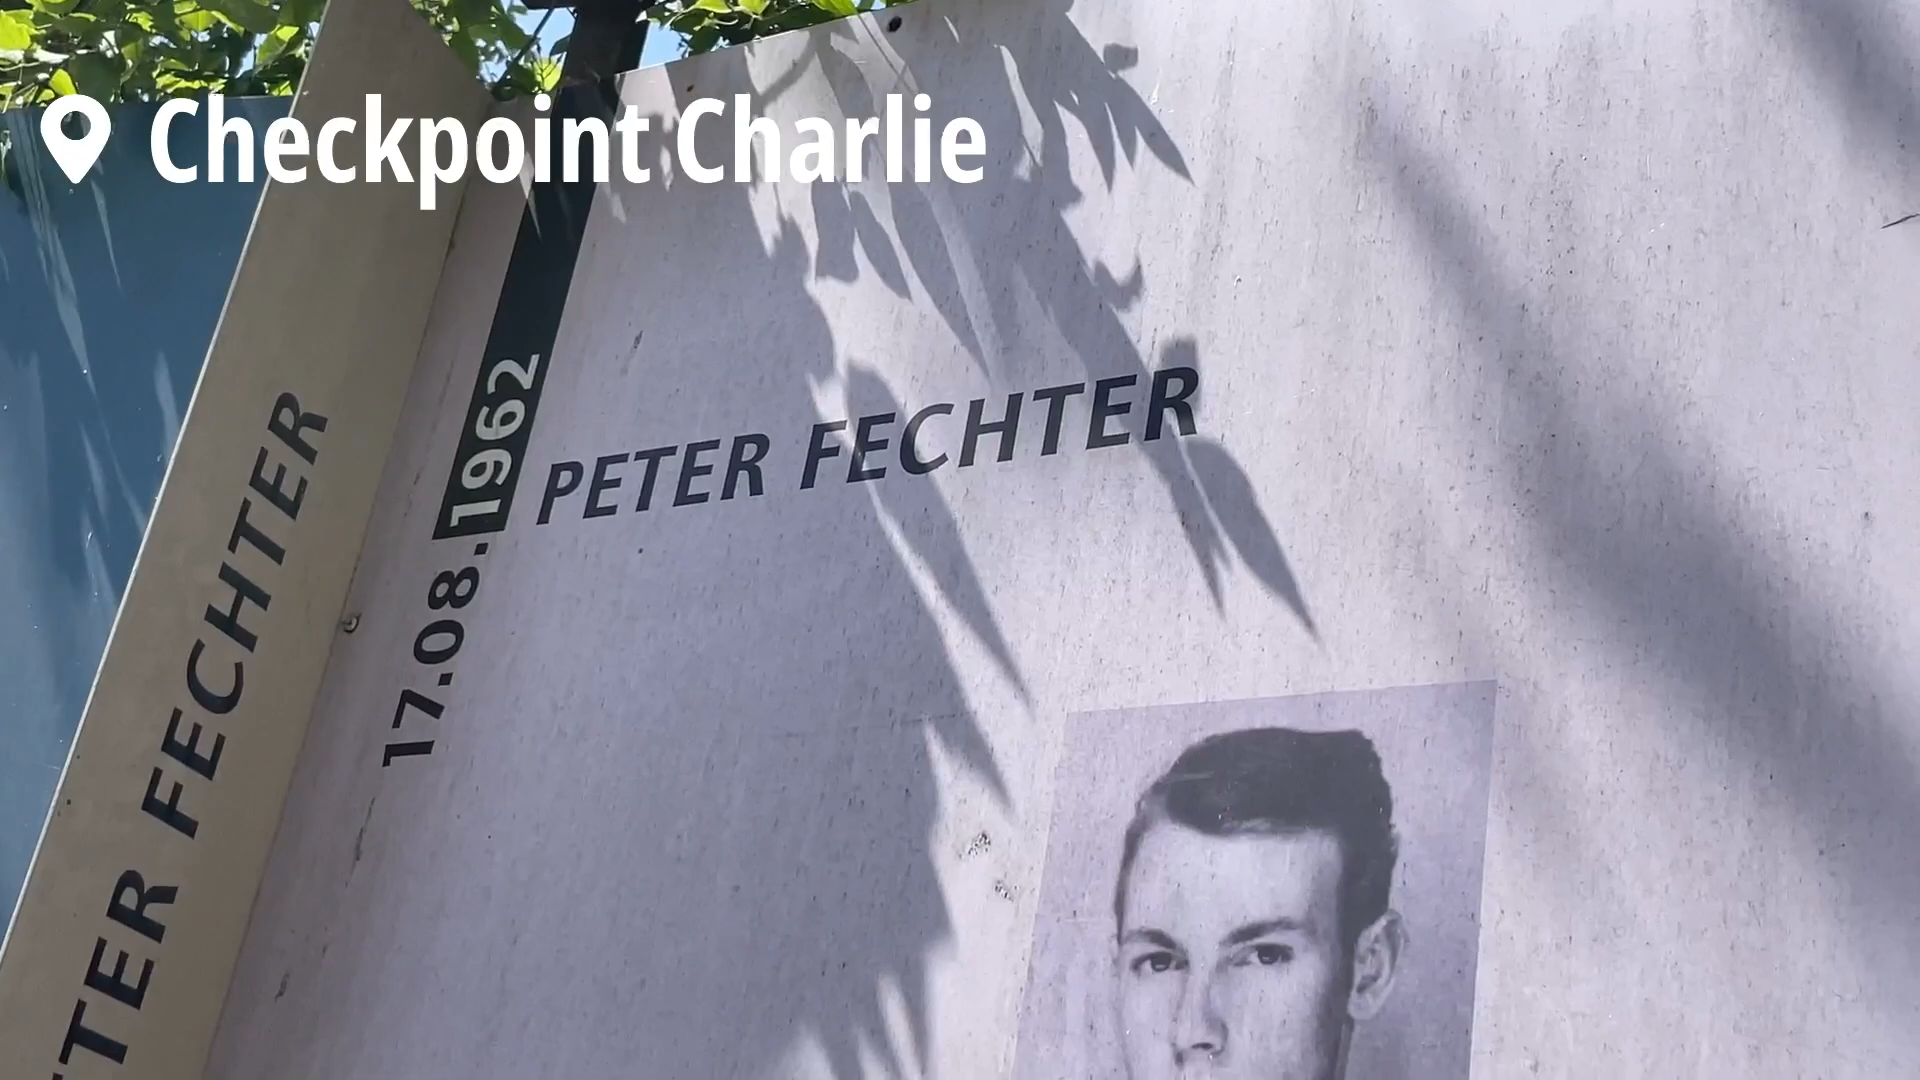 Checkpoint Charlie
PETER FECHTER
17.08.1962
TER FECHTER